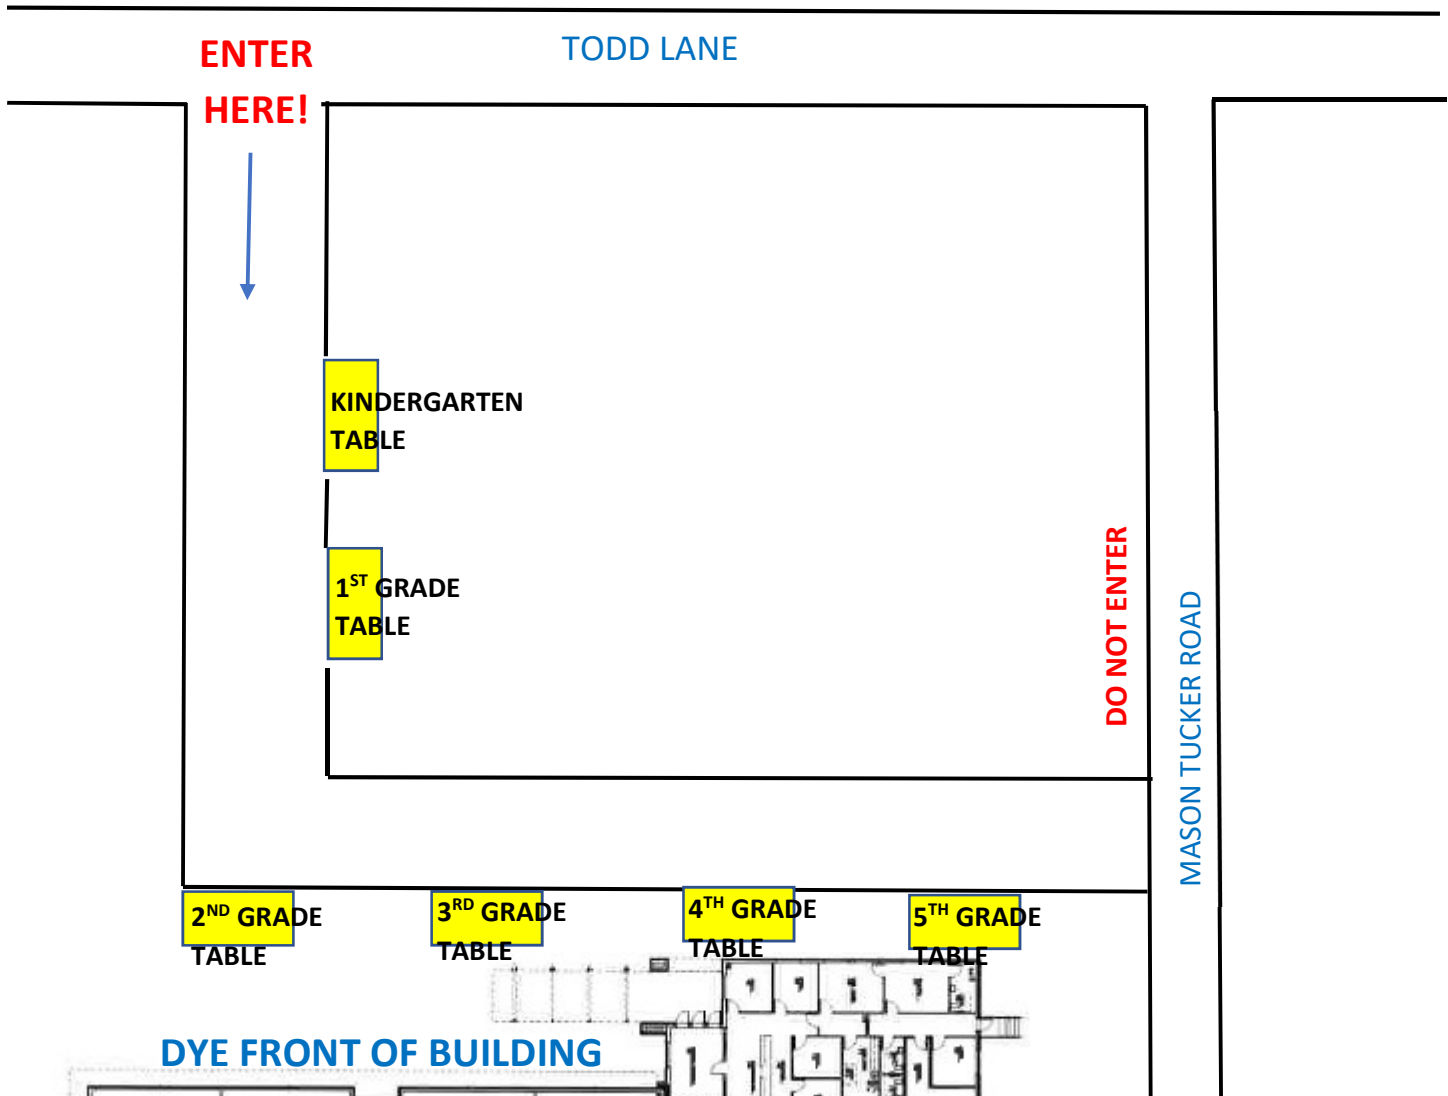 ENTER
HERE!
TODD LANE
KINDERGARTEN
TABLE
1ST GRADE
TABLE
DO NOT ENTER
MASON TUCKER ROAD
2ND GRADE
TABLE
3RD GRADE
TABLE
4TH GRADE
TABLE
5TH GRADE
TABLE
DYE FRONT OF BUILDING